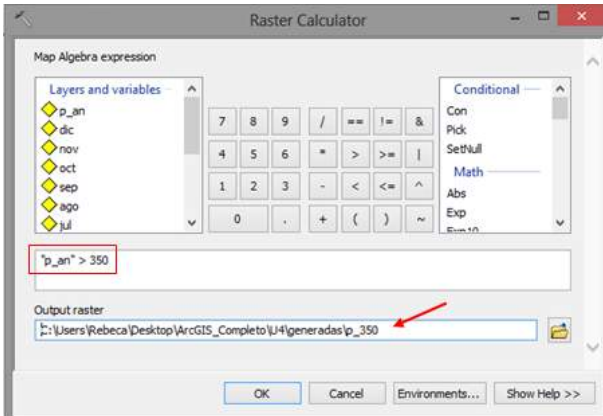 Raster Calculator
Map Algebra expression
Layers and variables
p_an
dic
nov
oct
sep
ago
jul
7 8 9 / == != &
4 5 6 * > >= |
1 2 3 - < <= ^
0 . + ( ) ~
Conditional
Con
Pick
SetNull
Math
Abs
Exp
Exp10
"p_an" > 350
Output raster
C:\Users\Rebeca\Desktop\ArcGIS_Completo\U4\generadas\p_350
OK Cancel Environments... Show Help >>